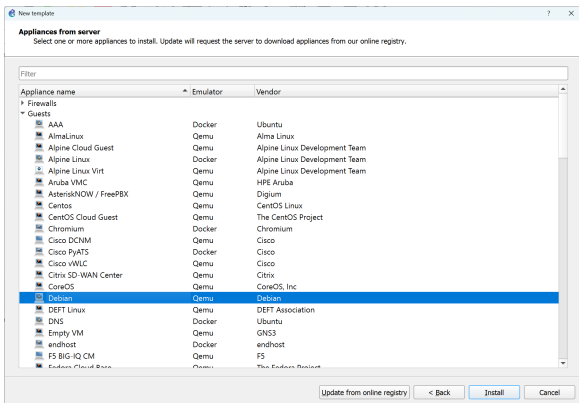 New template
? X
Appliances from server
Select one or more appliances to install. Update will request the server to download appliances from our online registry.
Filter
Appliance name Emulator Vendor
Firewalls
Guests
AAA Docker Ubuntu
AlmaLinux Qemu Alma Linux
Alpine Cloud Guest Qemu Alpine Linux Development Team
Alpine Linux Docker Alpine Linux Development Team
Alpine Linux Virt Qemu Alpine Linux Development Team
Aruba VMC Qemu HPE Aruba
AsteriskNOW / FreePBX Qemu Digium
Centos Qemu CentOS Linux
CentOS Cloud Guest Qemu The CentOS Project
Chromium Docker Chromium
Cisco DCNM Qemu Cisco
Cisco PyATS Docker Cisco
Cisco vWLC Qemu Cisco
Citrix SD-WAN Center Qemu Citrix
CoreOS Qemu CoreOS, Inc
Debian Qemu Debian
DEFT Linux Qemu DEFT Association
DNS Docker Ubuntu
Empty VM Qemu GNS3
endhost Docker endhost
F5 BIG-IQ CM Qemu F5
Fedora Cloud Base Qemu The Fedora Project
Update from online registry < Back Install Cancel